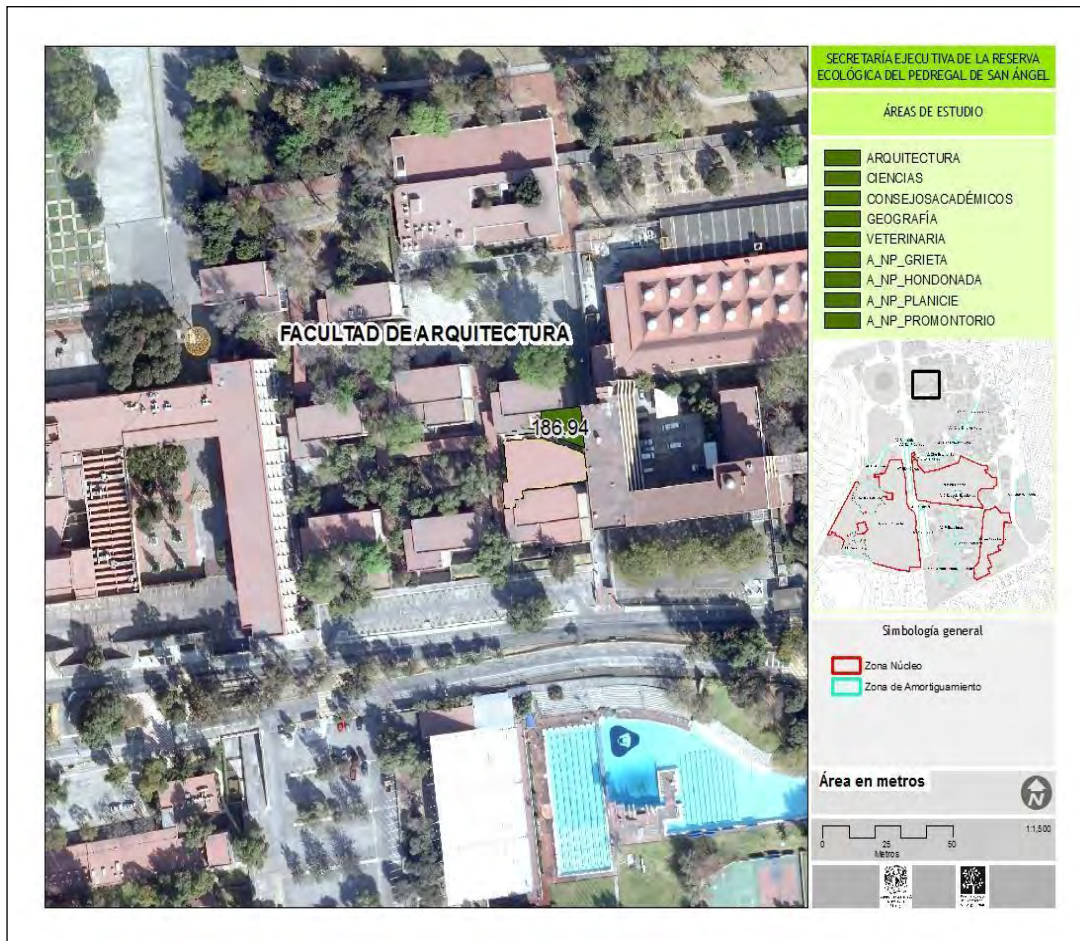 FACULTAD DE ARQUITECTURA
186.94
SECRETARÍA EJECUTIVA DE LA RESERVA
ECOLÓGICA DEL PEDREGAL DE SAN ÁNGEL
ÁREAS DE ESTUDIO
ARQUITECTURA
CIENCIAS
CONSEJOSACADÉMICOS
GEOGRAFÍA
VETERINARIA
A_NP_GRIETA
A_NP_HONDONADA
A_NP_PLANICIE
A_NP_PROMONTORIO
Simbología general
Zona Núcleo
Zona de Amortiguamiento
Área en metros
N
1:1,500
0 25 50
Metros